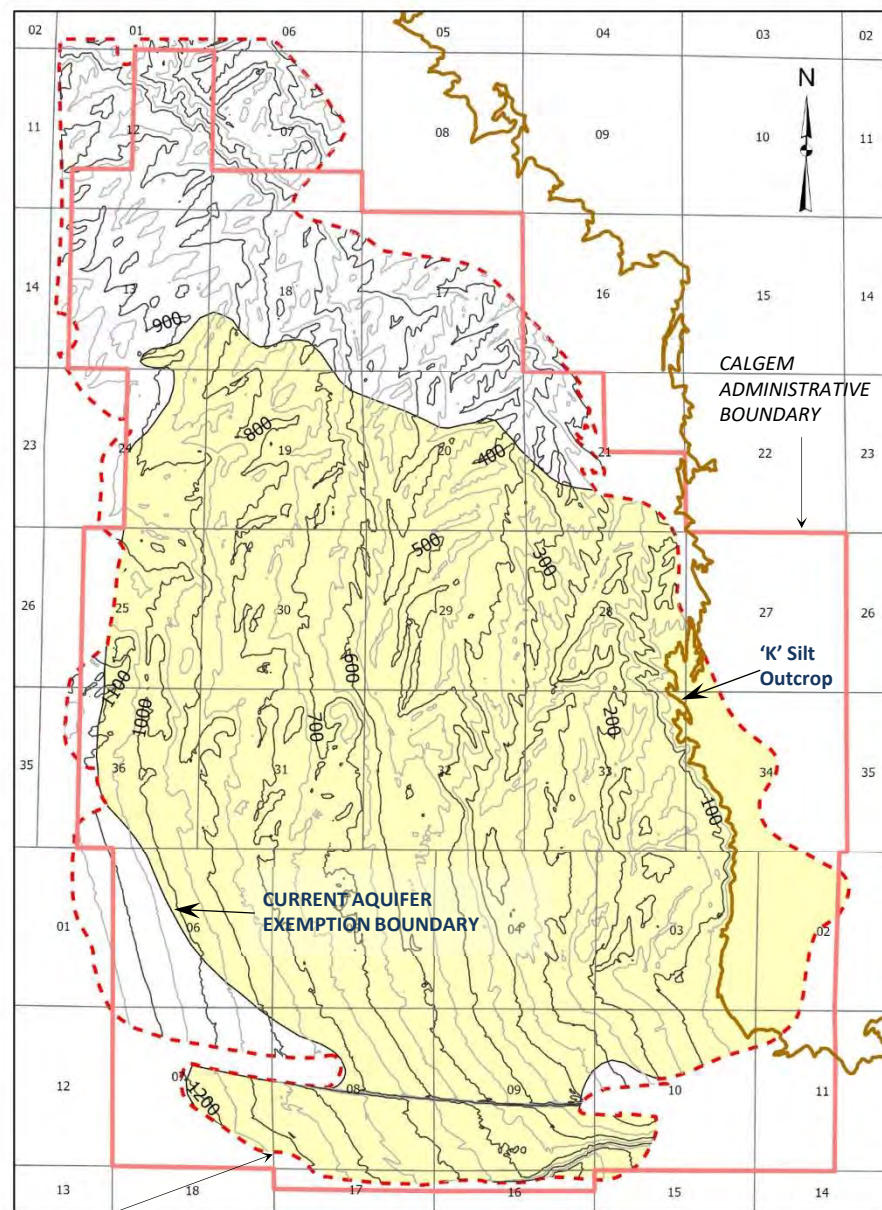 02 01 06 05 04 03 02
N
11 12 07 08 09 10 11
14 13 18 17 16 15 14
900
CALGEM
ADMINISTRATIVE
BOUNDARY
23 24 19 20 21 22 23
800
400
500
300
26 25 30 29 28 27 26
'K' Silt
Outcrop
600
1100
1000
700
200
35 36 31 32 33 34 35
100
CURRENT AQUIFER
EXEMPTION BOUNDARY
01 06 04 03 02
12 07 08 09 10 11
1200
13 18 17 16 15 14